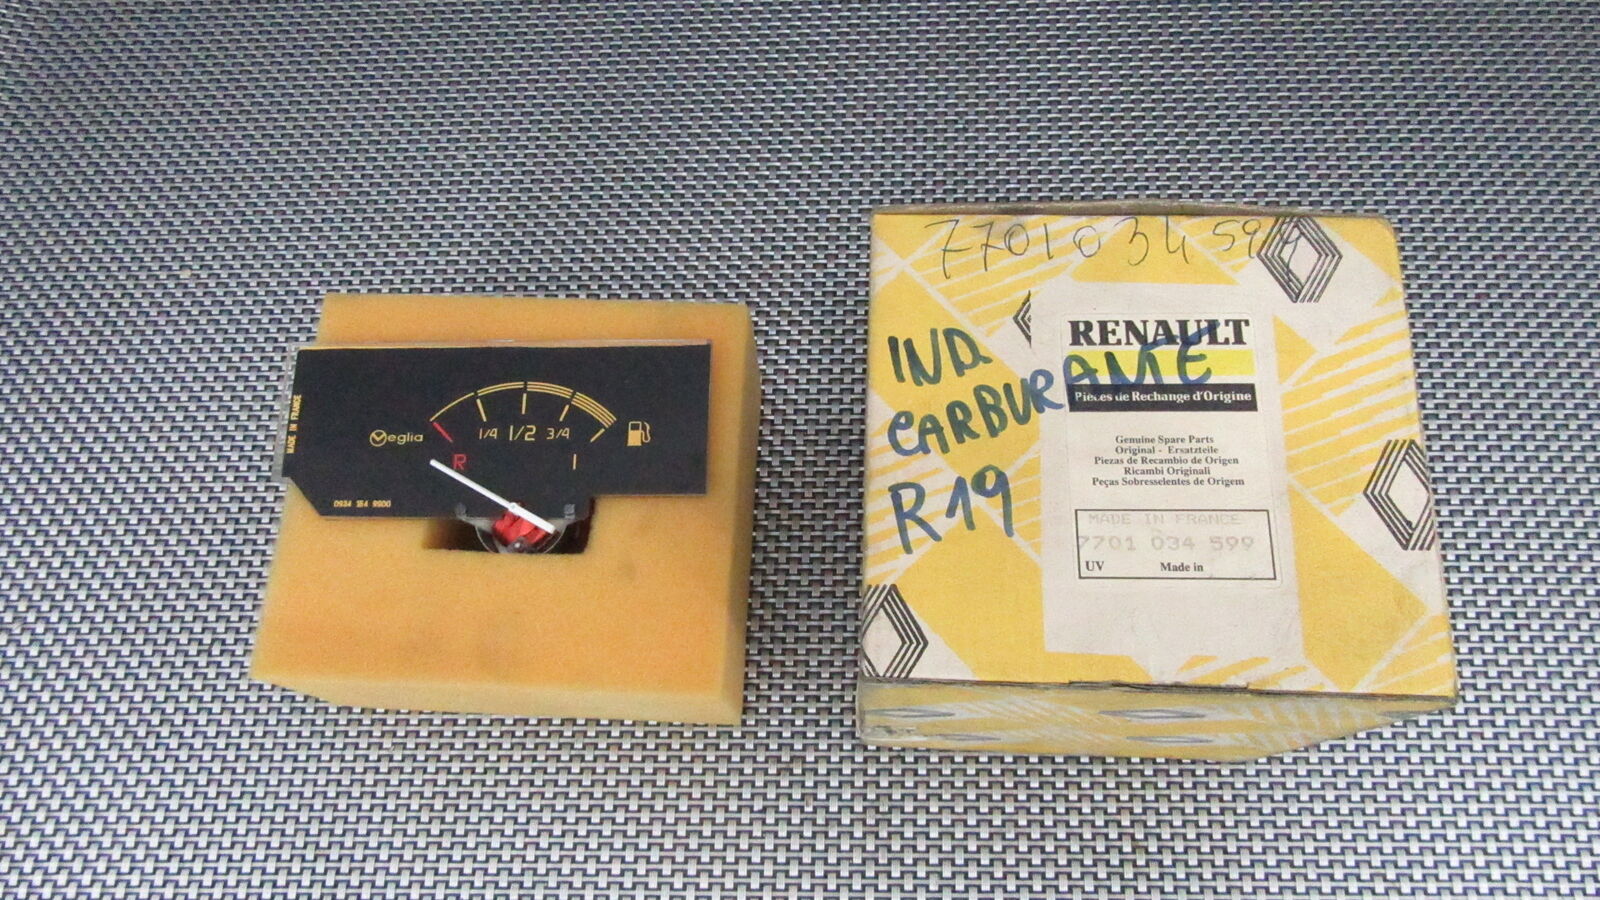 MADE IN FRANCE
veglia
1/4 1/2 3/4
R 1
0934 184 9900
7701034599
IND.
CARBURANTE
R19
RENAULT
Pièces de Rechange d'Origine
Genuine Spare Parts
Original - Ersatzteile
Piezas de Recambio de Origen
Ricambi Originali
Peças Sobresselentes de Origem
MADE IN FRANCE
7701 034 599
UV Made in